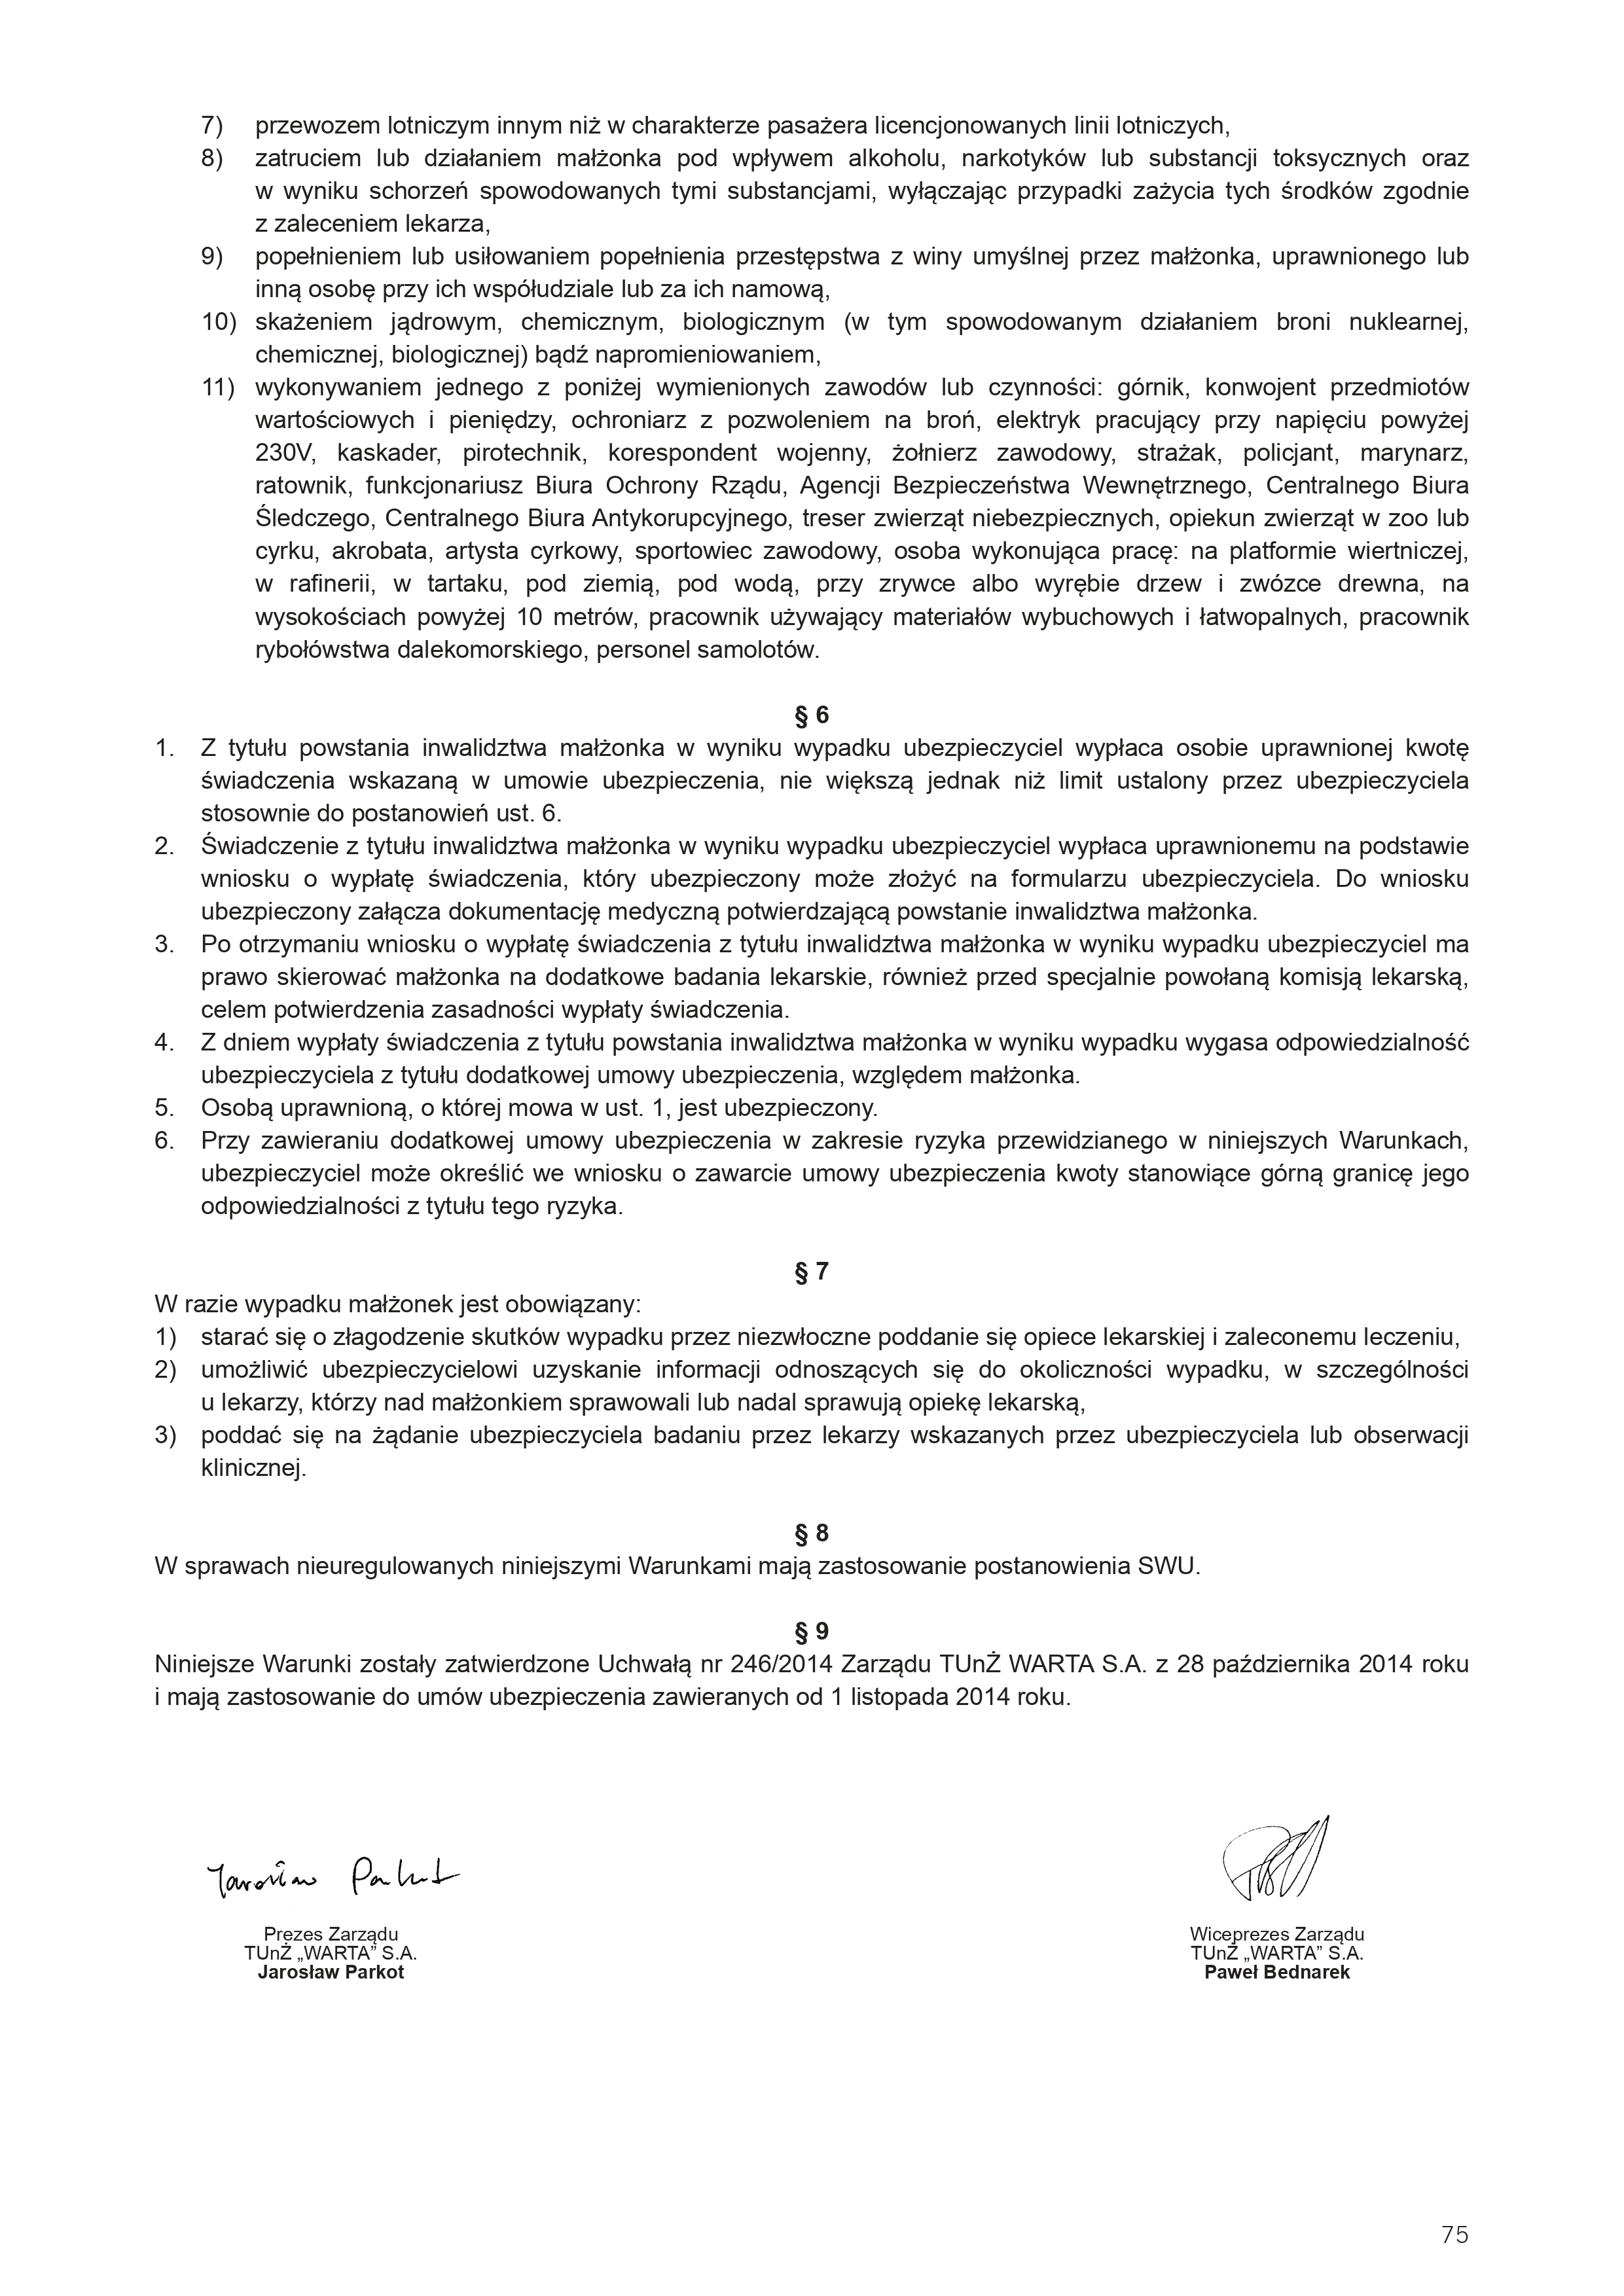 7) przewozem lotniczym innym niż w charakterze pasażera licencjonowanych linii lotniczych,
8) zatruciem lub działaniem małżonka pod wpływem alkoholu, narkotyków lub substancji toksycznych oraz
w wyniku schorzeń spowodowanych tymi substancjami, wyłączając przypadki zażycia tych środków zgodnie
z zaleceniem lekarza,
9) popełnieniem lub usiłowaniem popełnienia przestępstwa z winy umyślnej przez małżonka, uprawnionego lub
inną osobę przy ich współudziale lub za ich namową,
10) skażeniem jądrowym, chemicznym, biologicznym (w tym spowodowanym działaniem broni nuklearnej,
chemicznej, biologicznej) bądź napromieniowaniem,
11) wykonywaniem jednego z poniżej wymienionych zawodów lub czynności: górnik, konwojent przedmiotów
wartościowych i pieniędzy, ochroniarz z pozwoleniem na broń, elektryk pracujący przy napięciu powyżej
230V, kaskader, pirotechnik, korespondent wojenny, żołnierz zawodowy, strażak, policjant, marynarz,
ratownik, funkcjonariusz Biura Ochrony Rządu, Agencji Bezpieczeństwa Wewnętrznego, Centralnego Biura
Śledczego, Centralnego Biura Antykorupcyjnego, treser zwierząt niebezpiecznych, opiekun zwierząt w zoo lub
cyrku, akrobata, artysta cyrkowy, sportowiec zawodowy, osoba wykonująca pracę: na platformie wiertniczej,
w rafinerii, w tartaku, pod ziemią, pod wodą, przy zrywce albo wyrębie drzew i zwózce drewna, na
wysokościach powyżej 10 metrów, pracownik używający materiałów wybuchowych i łatwopalnych, pracownik
rybołówstwa dalekomorskiego, personel samolotów.
§ 6
1. Z tytułu powstania inwalidztwa małżonka w wyniku wypadku ubezpieczyciel wypłaca osobie uprawnionej kwotę
świadczenia wskazaną w umowie ubezpieczenia, nie większą jednak niż limit ustalony przez ubezpieczyciela
stosownie do postanowień ust. 6.
2. Świadczenie z tytułu inwalidztwa małżonka w wyniku wypadku ubezpieczyciel wypłaca uprawnionemu na podstawie
wniosku o wypłatę świadczenia, który ubezpieczony może złożyć na formularzu ubezpieczyciela. Do wniosku
ubezpieczony załącza dokumentację medyczną potwierdzającą powstanie inwalidztwa małżonka.
3. Po otrzymaniu wniosku o wypłatę świadczenia z tytułu inwalidztwa małżonka w wyniku wypadku ubezpieczyciel ma
prawo skierować małżonka na dodatkowe badania lekarskie, również przed specjalnie powołaną komisją lekarską,
celem potwierdzenia zasadności wypłaty świadczenia.
4. Z dniem wypłaty świadczenia z tytułu powstania inwalidztwa małżonka w wyniku wypadku wygasa odpowiedzialność
ubezpieczyciela z tytułu dodatkowej umowy ubezpieczenia, względem małżonka.
5. Osobą uprawnioną, o której mowa w ust. 1, jest ubezpieczony.
6. Przy zawieraniu dodatkowej umowy ubezpieczenia w zakresie ryzyka przewidzianego w niniejszych Warunkach,
ubezpieczyciel może określić we wniosku o zawarcie umowy ubezpieczenia kwoty stanowiące górną granicę jego
odpowiedzialności z tytułu tego ryzyka.
§ 7
W razie wypadku małżonek jest obowiązany:
1) starać się o złagodzenie skutków wypadku przez niezwłoczne poddanie się opiece lekarskiej i zaleconemu leczeniu,
2) umożliwić ubezpieczycielowi uzyskanie informacji odnoszących się do okoliczności wypadku, w szczególności
u lekarzy, którzy nad małżonkiem sprawowali lub nadal sprawują opiekę lekarską,
3) poddać się na żądanie ubezpieczyciela badaniu przez lekarzy wskazanych przez ubezpieczyciela lub obserwacji
klinicznej.
§ 8
W sprawach nieuregulowanych niniejszymi Warunkami mają zastosowanie postanowienia SWU.
§ 9
Niniejsze Warunki zostały zatwierdzone Uchwałą nr 246/2014 Zarządu TUnŻ WARTA S.A. z 28 października 2014 roku
i mają zastosowanie do umów ubezpieczenia zawieranych od 1 listopada 2014 roku.
Jarosław Parkot
Prezes Zarządu
TUnŻ „WARTA” S.A.
Jarosław Parkot
Wiceprezes Zarządu
TUnŻ „WARTA” S.A.
Paweł Bednarek
75